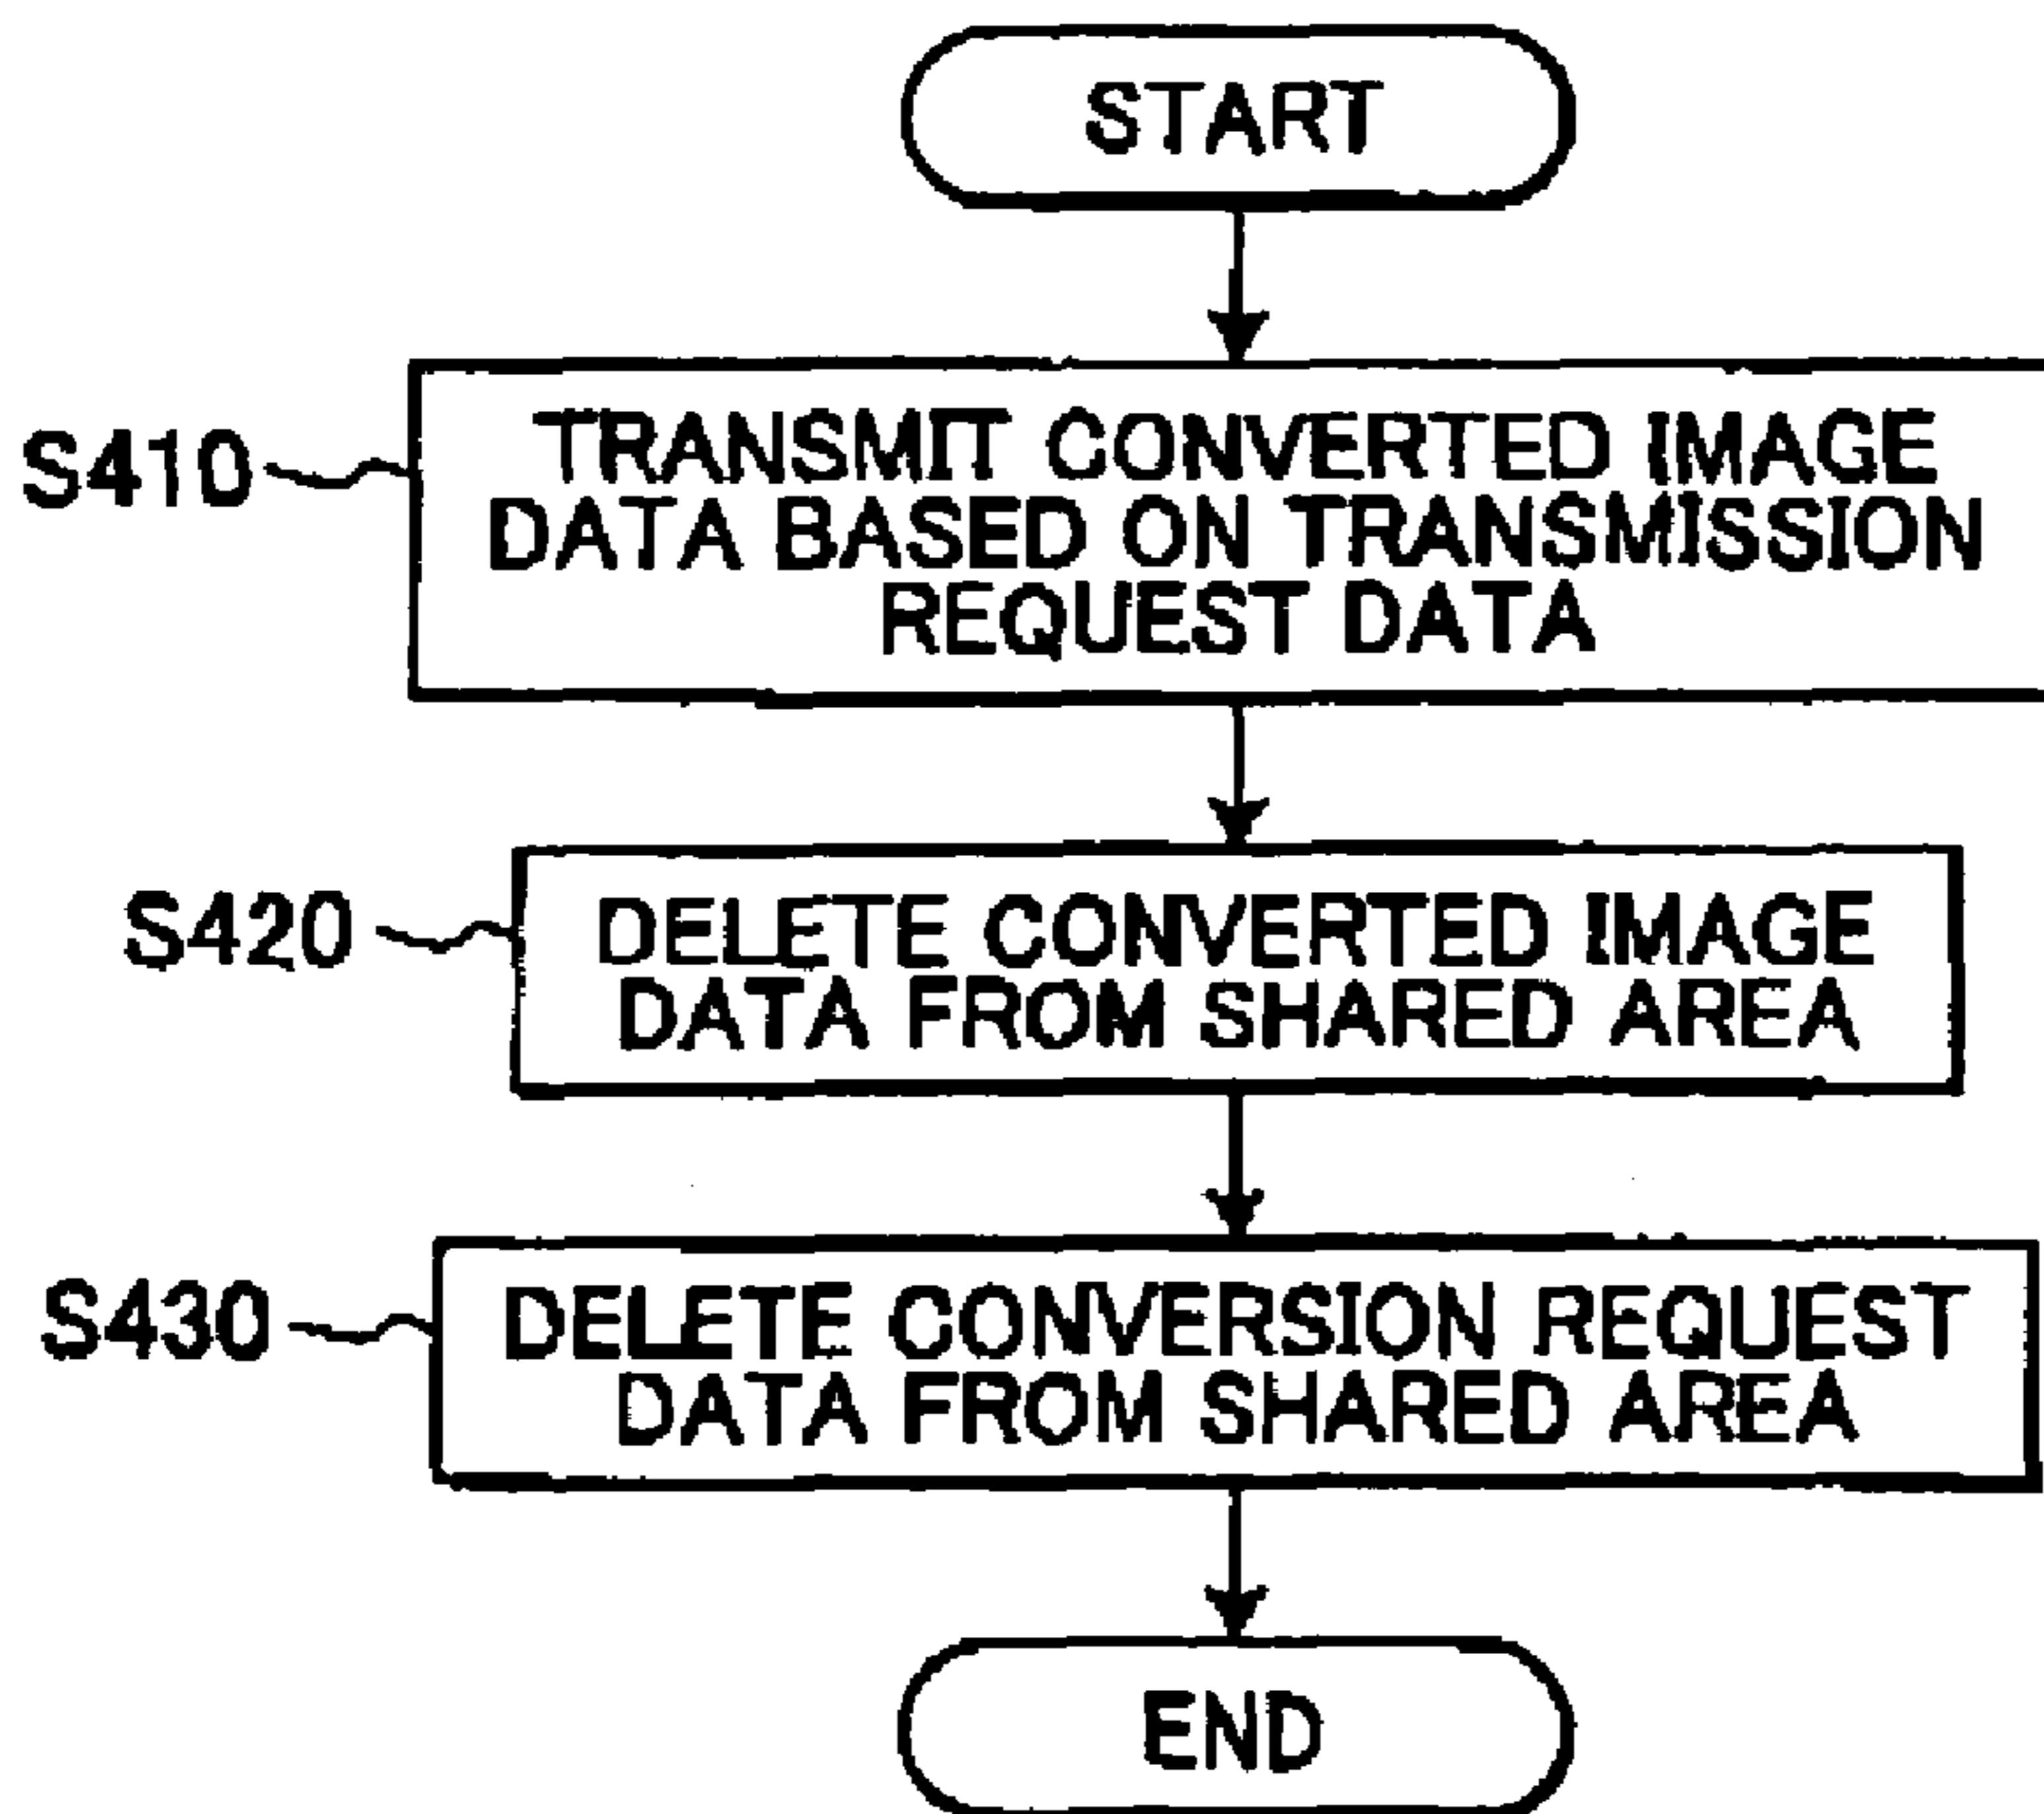 START
S410
TRANSMIT CONVERTED IMAGE
DATA BASED ON TRANSMISSION
REQUEST DATA
S420
DELETE CONVERTED IMAGE
DATA FROM SHARED AREA
S430
DELETE CONVERSION REQUEST
DATA FROM SHARED AREA
END